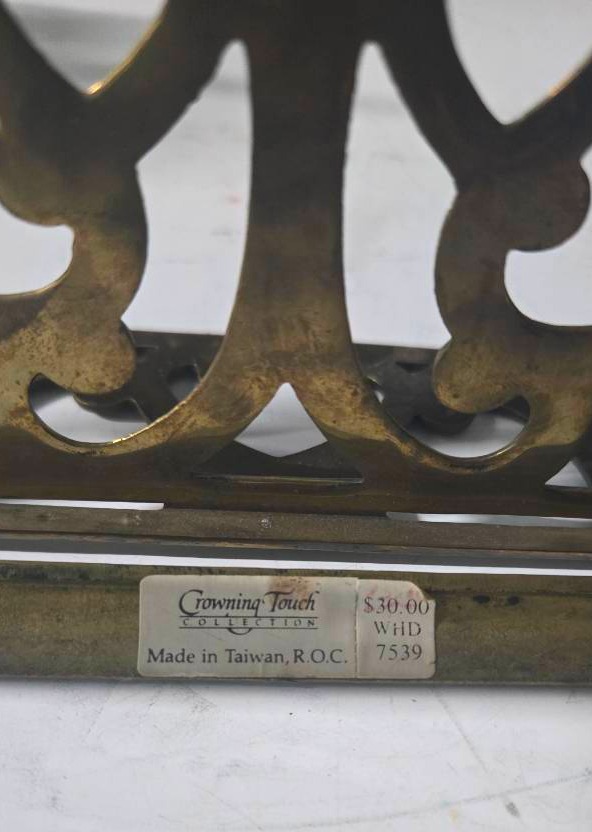 Crowning Touch
COLLECTION
Made in Taiwan, R.O.C.
$30.00
WHD
7539